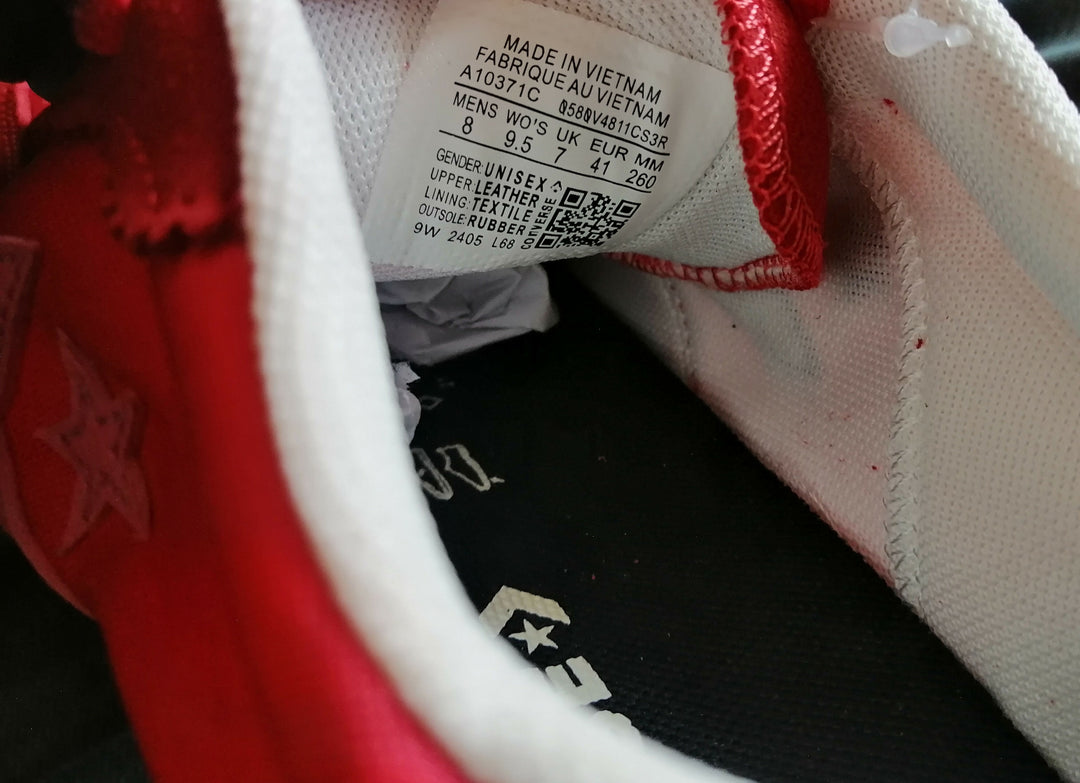 MADE IN VIETNAM
FABRIQUE AU VIETNAM
A10371C Q58QV4811CS3R
MENS WO'S UK EUR MM
8 9.5 7 41 260
GENDER:UNISEX
UPPER:LEATHER
LINING:TEXTILE
OUTSOLE:RUBBER
9W 2405 L68
CONVERSE